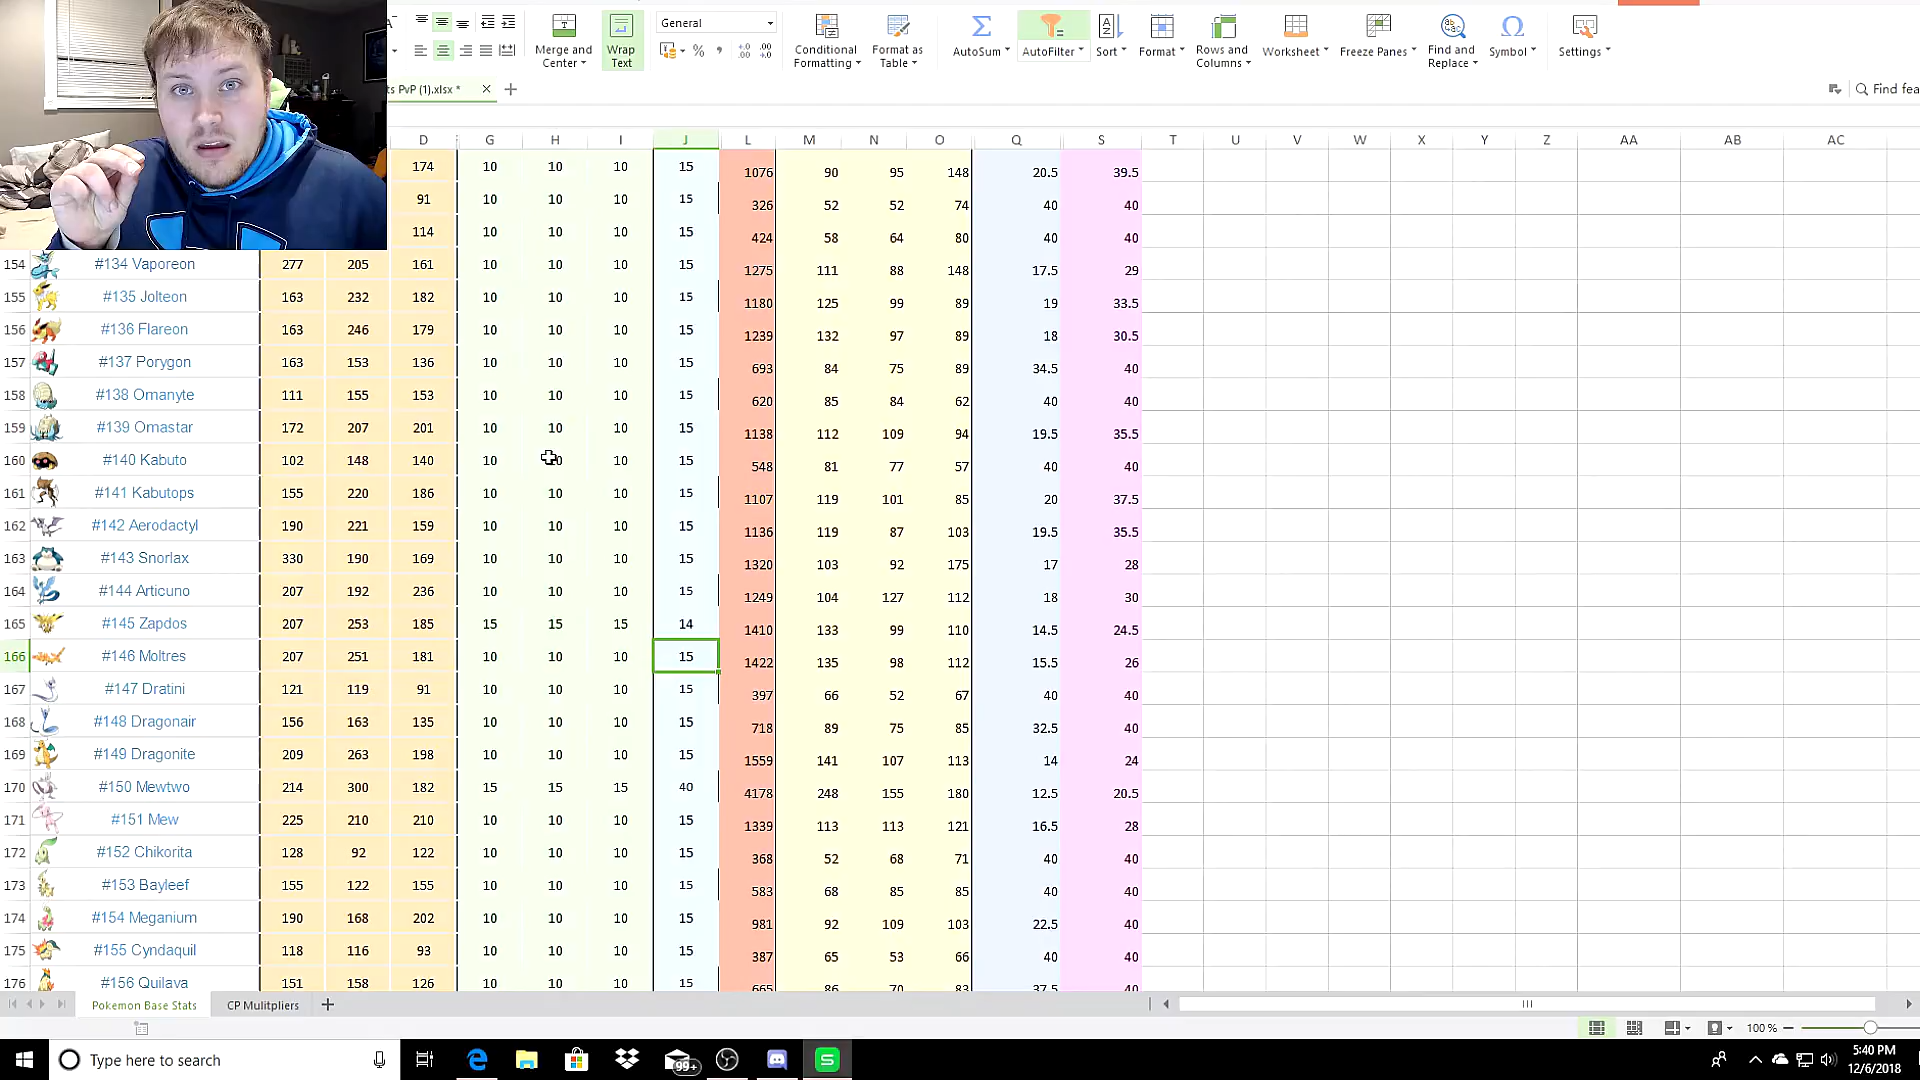 General
Merge and Center
Wrap Text
Conditional Formatting
Format as Table
AutoSum
AutoFilter
Sort
Format
Rows and Columns
Worksheet
Freeze Panes
Find and Replace
Symbol
Settings
ts PvP (1).xlsx *
Find fea
D G H I J L M N O Q S T U V W X Y Z AA AB AC
174 10 10 10 15 1076 90 95 148 20.5 39.5
91 10 10 10 15 326 52 52 74 40 40
114 10 10 10 15 424 58 64 80 40 40
154 #134 Vaporeon 277 205 161 10 10 10 15 1275 111 88 148 17.5 29
155 #135 Jolteon 163 232 182 10 10 10 15 1180 125 99 89 19 33.5
156 #136 Flareon 163 246 179 10 10 10 15 1239 132 97 89 18 30.5
157 #137 Porygon 163 153 136 10 10 10 15 693 84 75 89 34.5 40
158 #138 Omanyte 111 155 153 10 10 10 15 620 85 84 62 40 40
159 #139 Omastar 172 207 201 10 10 10 15 1138 112 109 94 19.5 35.5
160 #140 Kabuto 102 148 140 10 10 10 15 548 81 77 57 40 40
161 #141 Kabutops 155 220 186 10 10 10 15 1107 119 101 85 20 37.5
162 #142 Aerodactyl 190 221 159 10 10 10 15 1136 119 87 103 19.5 35.5
163 #143 Snorlax 330 190 169 10 10 10 15 1320 103 92 175 17 28
164 #144 Articuno 207 192 236 10 10 10 15 1249 104 127 112 18 30
165 #145 Zapdos 207 253 185 15 15 15 14 1410 133 99 110 14.5 24.5
166 #146 Moltres 207 251 181 10 10 10 15 1422 135 98 112 15.5 26
167 #147 Dratini 121 119 91 10 10 10 15 397 66 52 67 40 40
168 #148 Dragonair 156 163 135 10 10 10 15 718 89 75 85 32.5 40
169 #149 Dragonite 209 263 198 10 10 10 15 1559 141 107 113 14 24
170 #150 Mewtwo 214 300 182 15 15 15 40 4178 248 155 180 12.5 20.5
171 #151 Mew 225 210 210 10 10 10 15 1339 113 113 121 16.5 28
172 #152 Chikorita 128 92 122 10 10 10 15 368 52 68 71 40 40
173 #153 Bayleef 155 122 155 10 10 10 15 583 68 85 85 40 40
174 #154 Meganium 190 168 202 10 10 10 15 981 92 109 103 22.5 40
175 #155 Cyndaquil 118 116 93 10 10 10 15 387 65 53 66 40 40
176 #156 Quilava 151 158 126 10 10 10 15 665 86 70 83 37.5 40
Pokemon Base Stats
CP Mulitpliers
100 %
Type here to search
99+
5:40 PM
12/6/2018